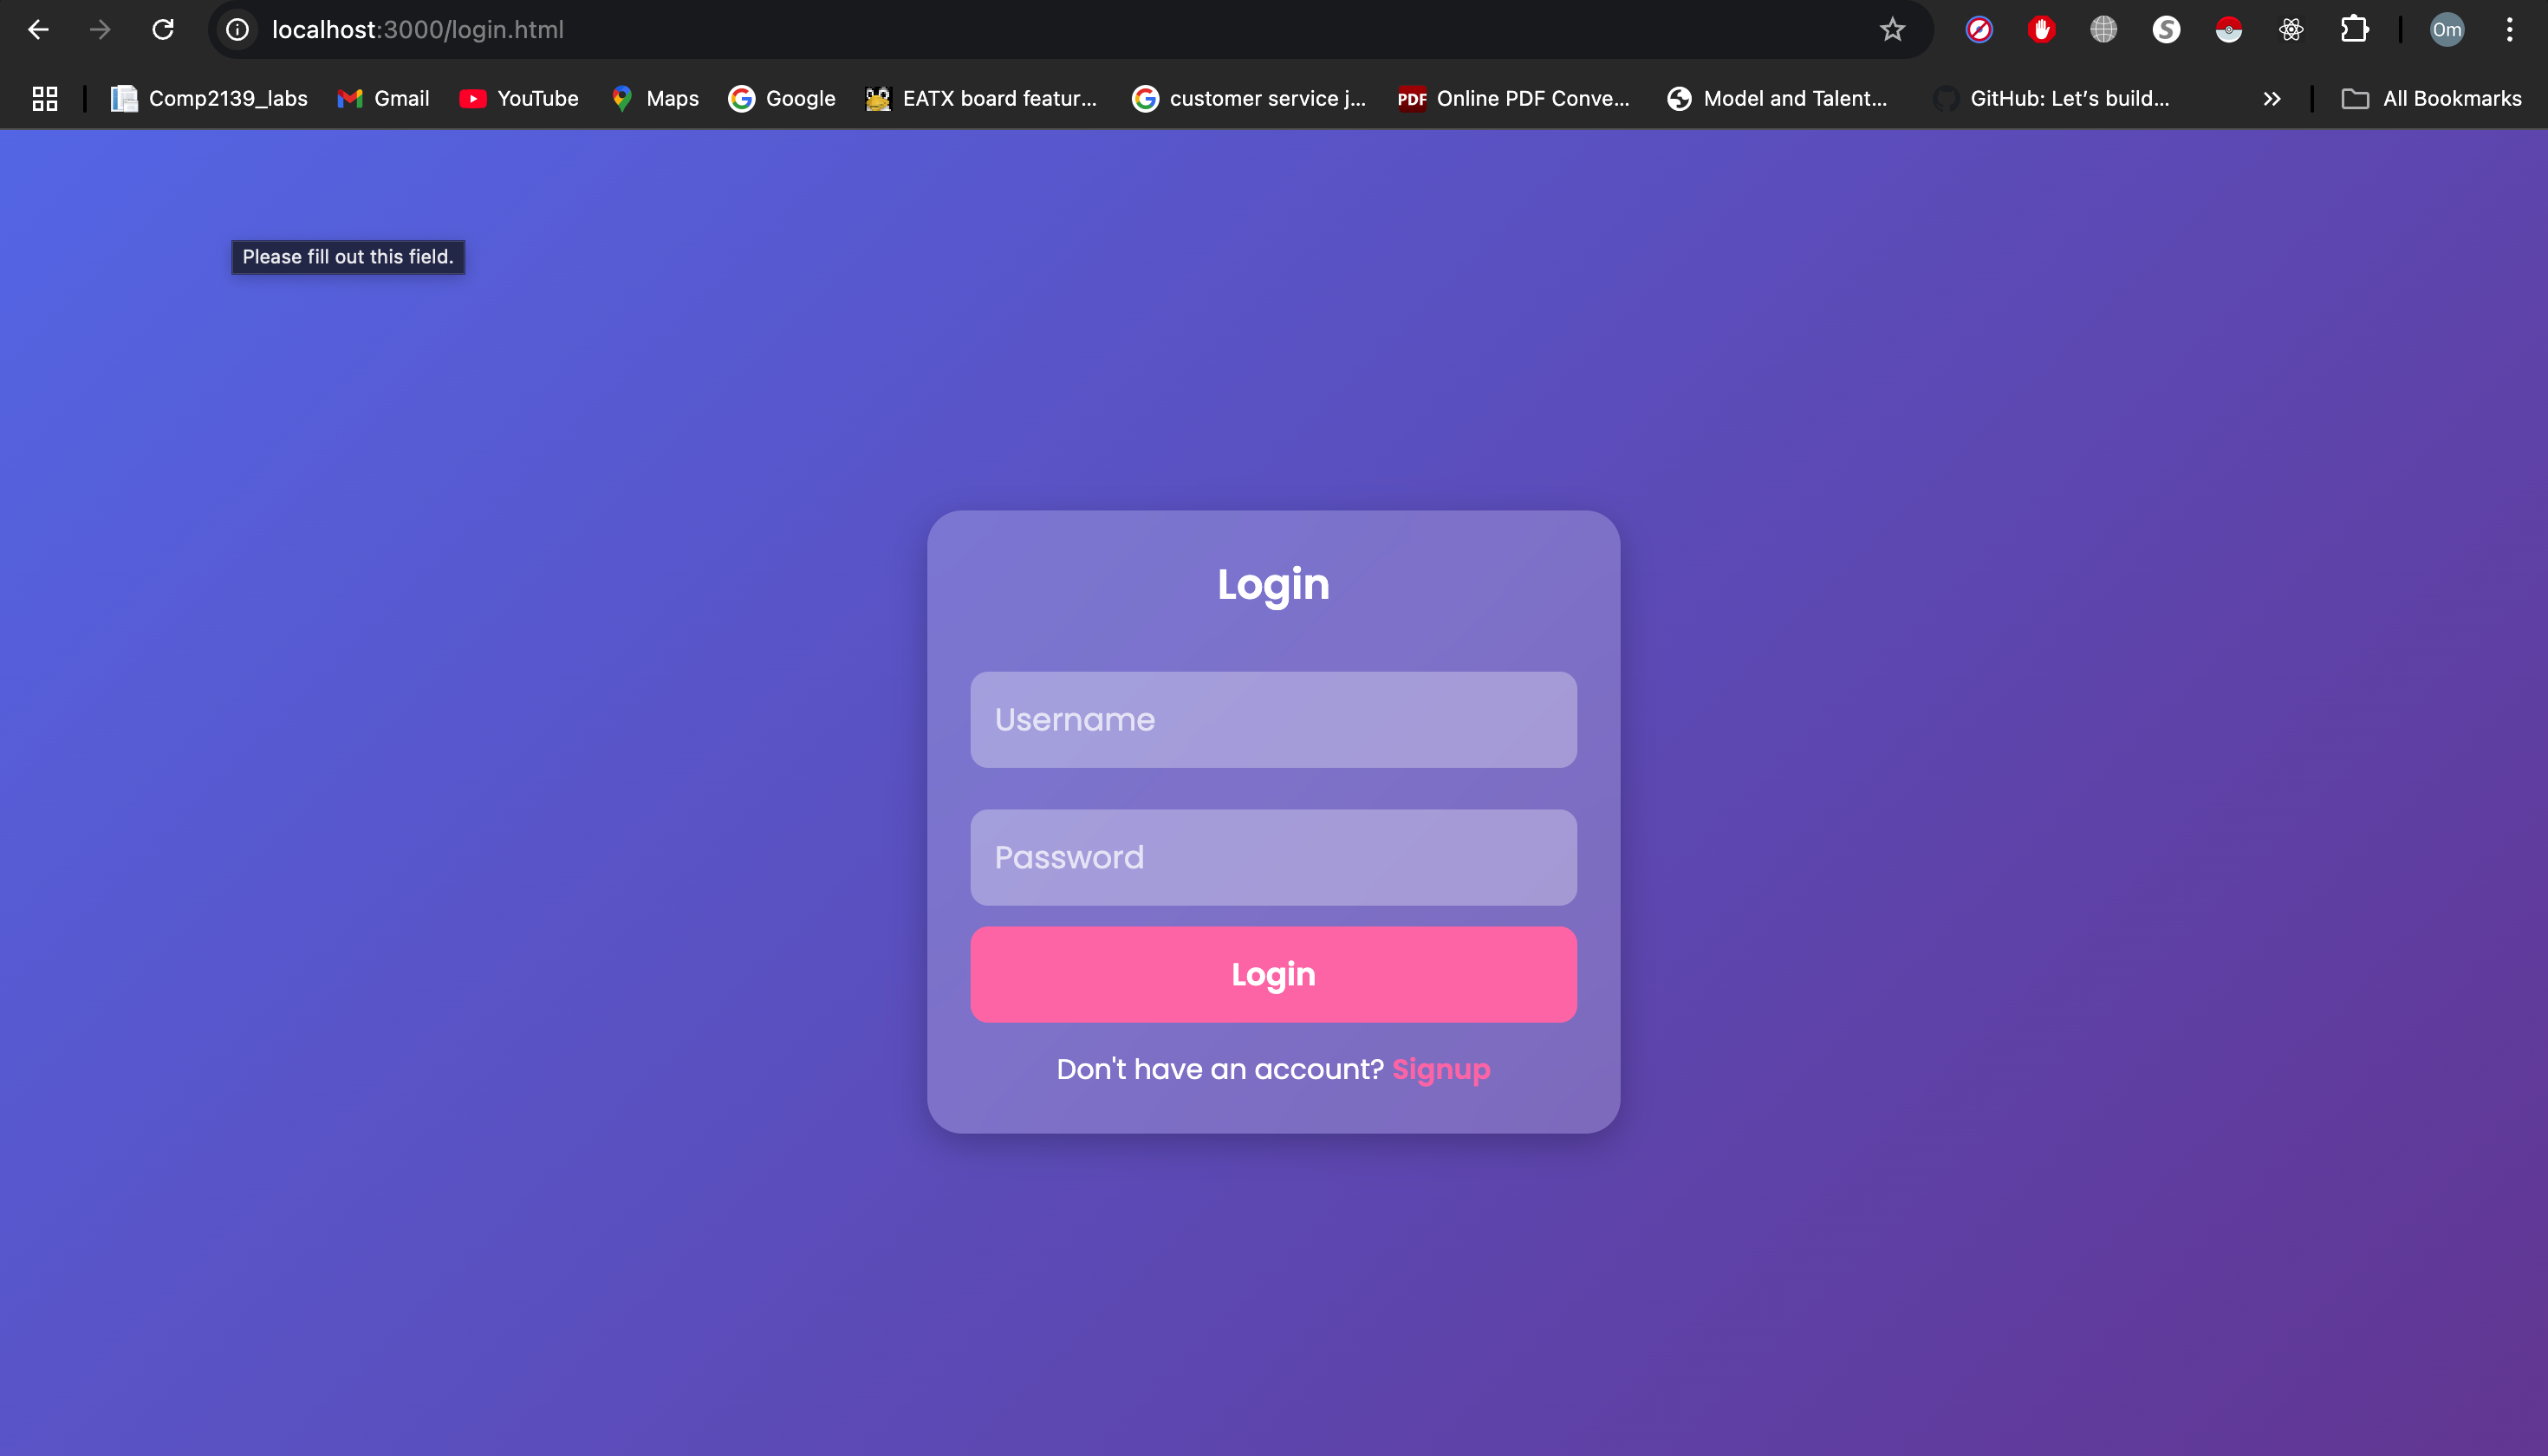 localhost:3000/login.html
Om
Comp2139_labs
Gmail
YouTube
Maps
Google
EATX board featur...
customer service j...
PDF
Online PDF Conve...
Model and Talent...
GitHub: Let’s build...
All Bookmarks
Please fill out this field.
Login
Username
Password
Login
Don't have an account? Signup